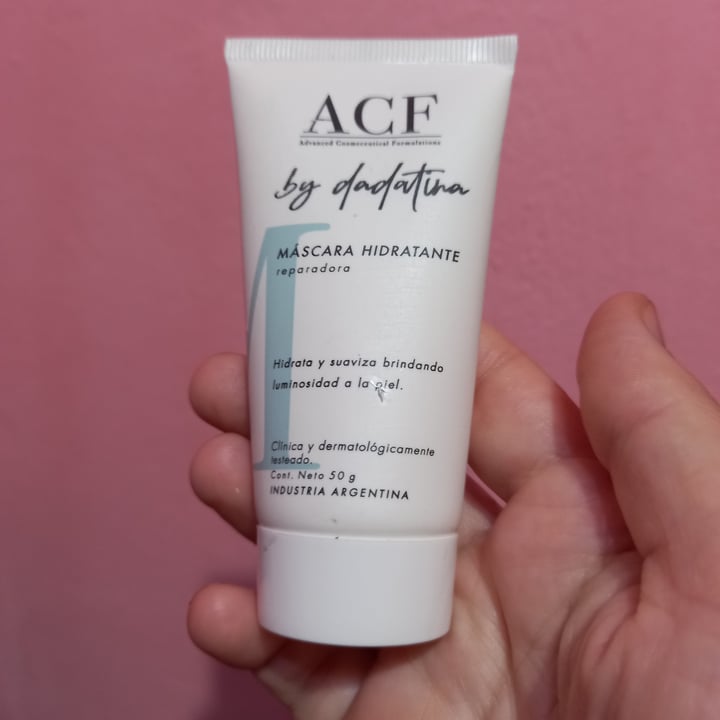 ACF
Advanced Cosmeceutical Formulations
by dadatina
MÁSCARA HIDRATANTE
reparadora
Hidrata y suaviza brindando
luminosidad a la piel.
Clínica y dermatológicamente
testeado.
Cont. Neto 50 g
INDUSTRIA ARGENTINA